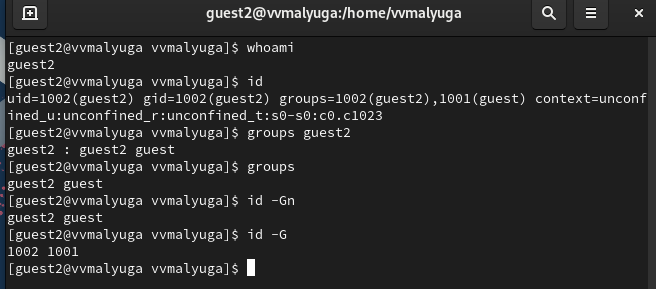 guest2@vvmalyuga:/home/vvmalyuga
[guest2@vvmalyuga vvmalyuga]$ whoami
guest2
[guest2@vvmalyuga vvmalyuga]$ id
uid=1002(guest2) gid=1002(guest2) groups=1002(guest2),1001(guest) context=unconf
ined_u:unconfined_r:unconfined_t:s0-s0:c0.c1023
[guest2@vvmalyuga vvmalyuga]$ groups guest2
guest2 : guest2 guest
[guest2@vvmalyuga vvmalyuga]$ groups
guest2 guest
[guest2@vvmalyuga vvmalyuga]$ id -Gn
guest2 guest
[guest2@vvmalyuga vvmalyuga]$ id -G
1002 1001
[guest2@vvmalyuga vvmalyuga]$